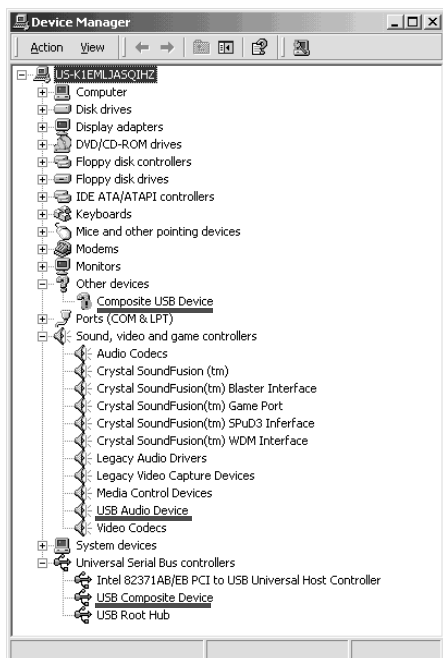 Device Manager
Action View
US-K1EMLJASQIHZ
Computer
Disk drives
Display adapters
DVD/CD-ROM drives
Floppy disk controllers
Floppy disk drives
IDE ATA/ATAPI controllers
Keyboards
Mice and other pointing devices
Modems
Monitors
Other devices
Composite USB Device
Ports (COM & LPT)
Sound, video and game controllers
Audio Codecs
Crystal SoundFusion (tm)
Crystal SoundFusion(tm) Blaster Interface
Crystal SoundFusion(tm) Game Port
Crystal SoundFusion(tm) SPuD3 Inferface
Crystal SoundFusion(tm) WDM Interface
Legacy Audio Drivers
Legacy Video Capture Devices
Media Control Devices
USB Audio Device
Video Codecs
System devices
Universal Serial Bus controllers
Intel 82371AB/EB PCI to USB Universal Host Controller
USB Composite Device
USB Root Hub